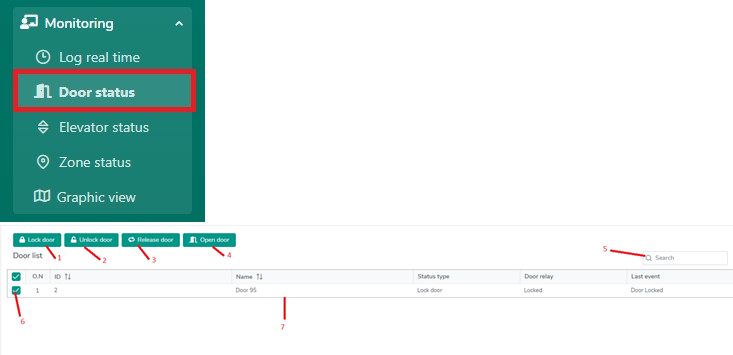 Monitoring
Log real time
Door status
Elevator status
Zone status
Graphic view
Lock door Unlock door Release door Open door
1 2 3 4
Door list
5 Search
O.N ID Name Status type Door relay Last event
1 2 Door 95 Lock door Locked Door Locked
6 7